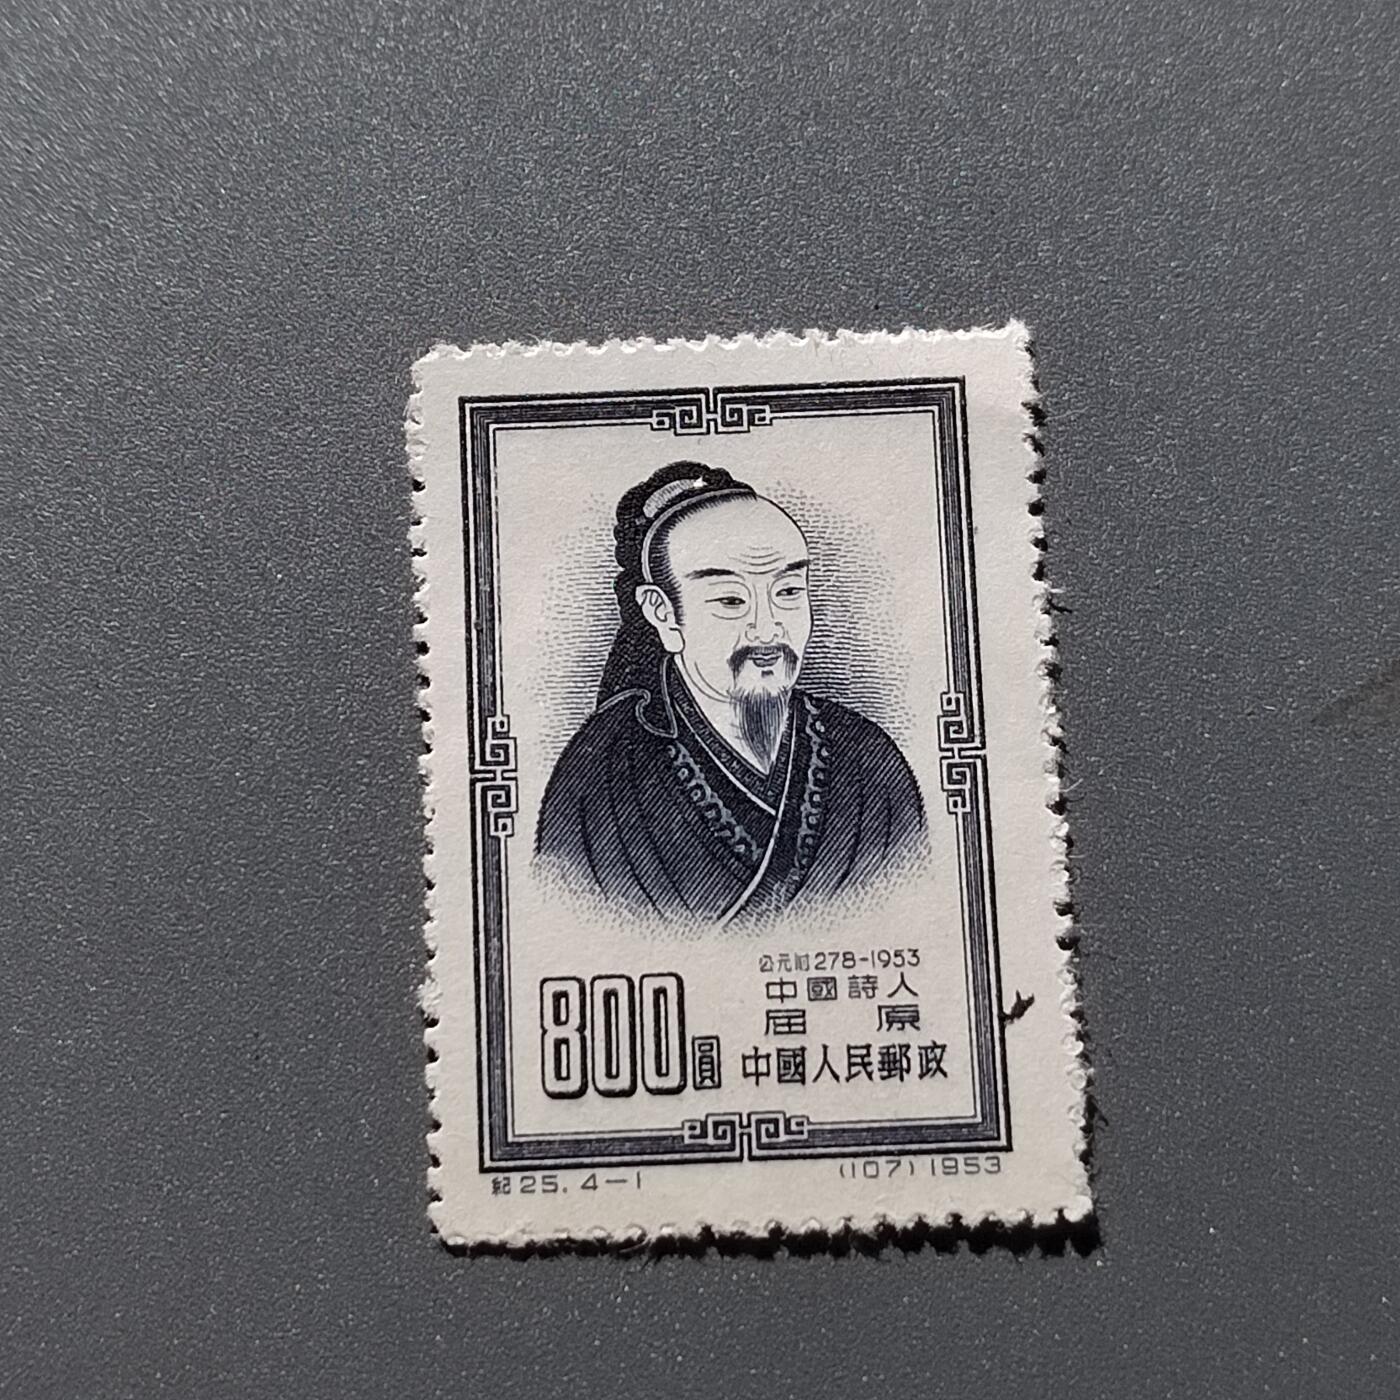 公元前278-1953
中國詩人
屈原
800圓 中國人民郵政
紀25.4-1 (107)1953